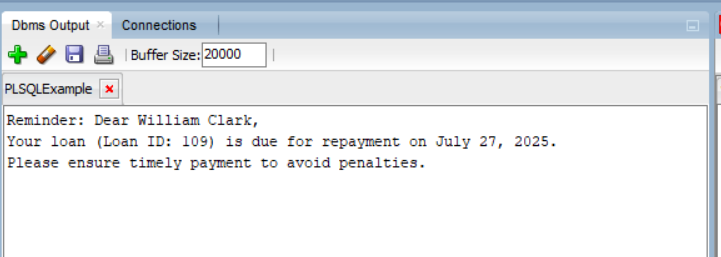 Dbms Output × Connections
Buffer Size: 20000
PLSQLExample
Reminder: Dear William Clark,
Your loan (Loan ID: 109) is due for repayment on July 27, 2025.
Please ensure timely payment to avoid penalties.